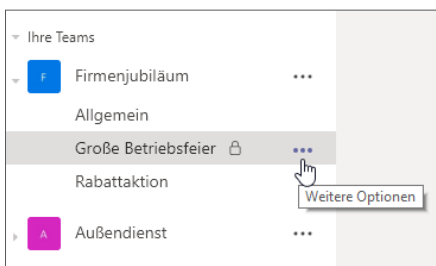 Ihre Teams
F Firmenjubiläum ...
Allgemein
Große Betriebsfeier ...
Rabattaktion
Weitere Optionen
A Außendienst ...